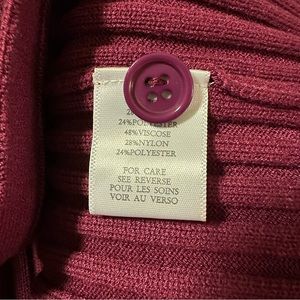 24%POLYESTER
48%VISCOSE
28%NYLON
24%POLYESTER
FOR CARE
SEE REVERSE
POUR LES SOINS
VOIR AU VERSO